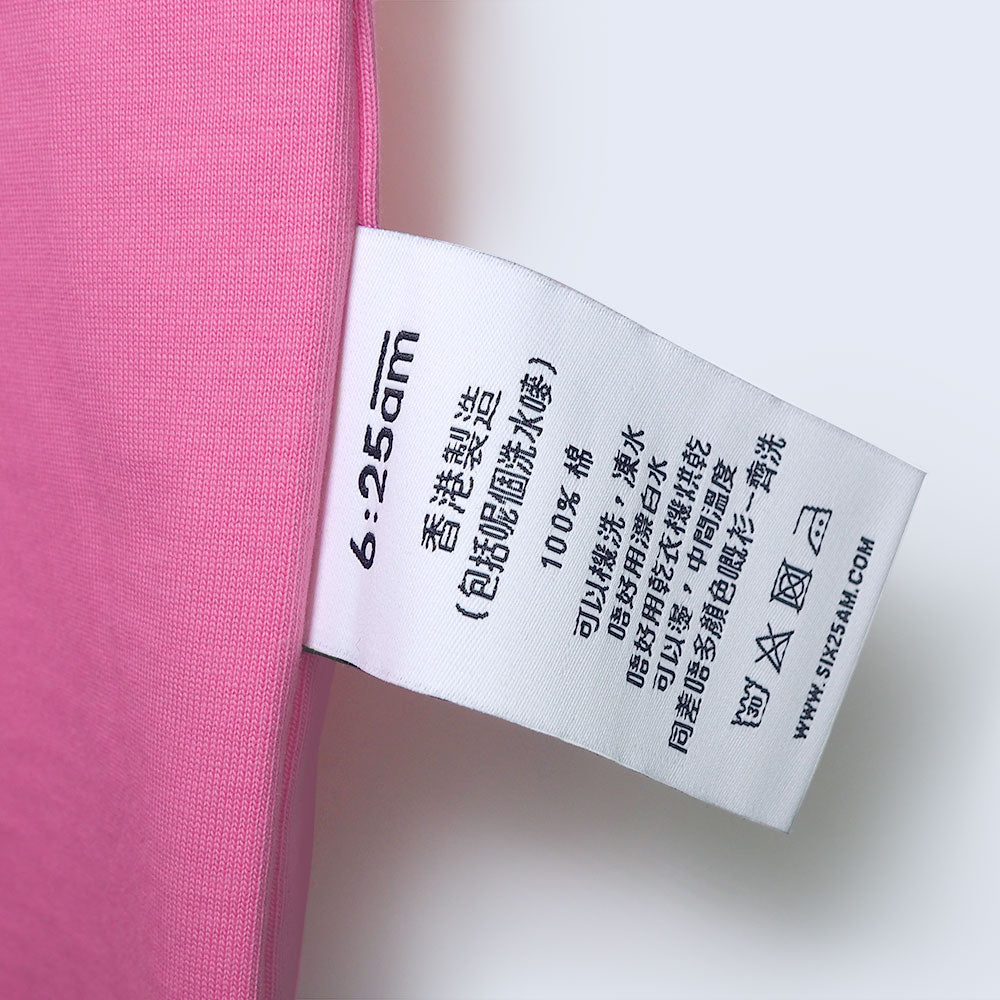 6:25am
香港製造
(包括呢個洗水嘜)
100% 棉
可以機洗，凍水
唔好用漂白水
唔好用乾衣機烘乾
可以燙，中間溫度
同差唔多顏色嘅衫一齊洗
30
WWW.SIX25AM.COM